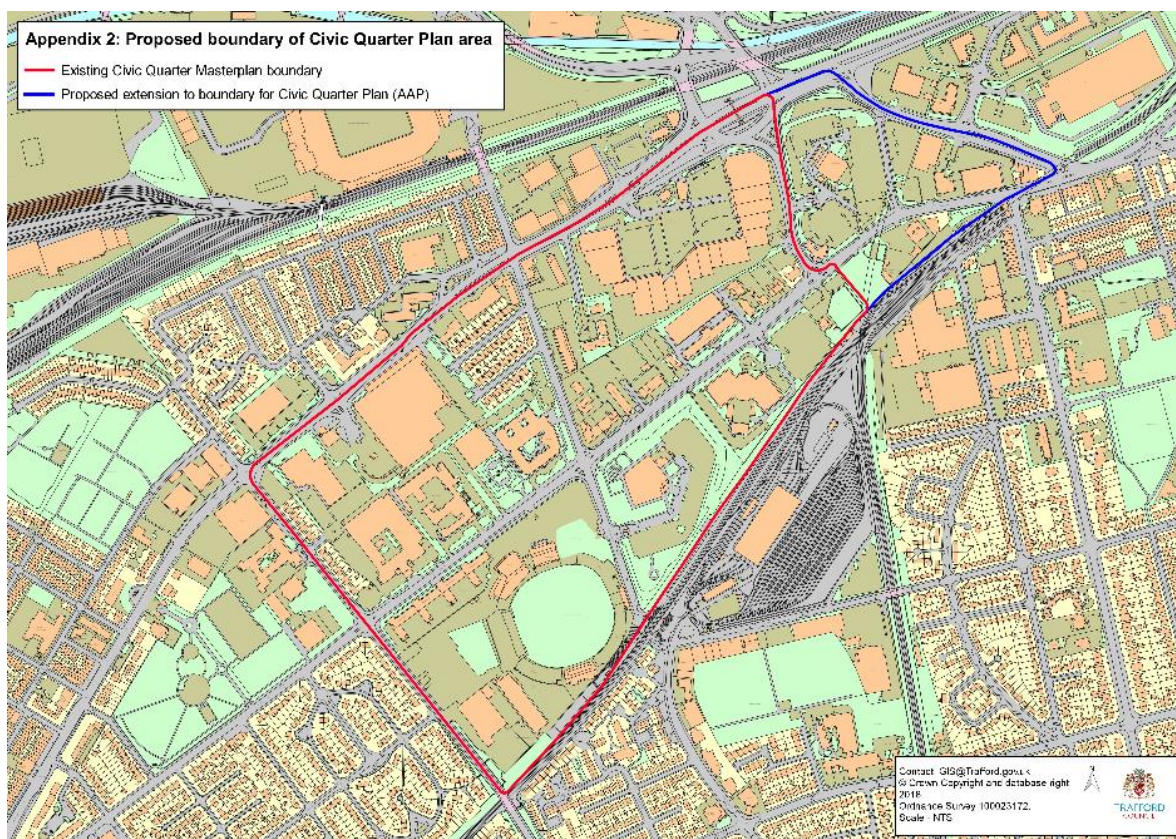 Appendix 2: Proposed boundary of Civic Quarter Plan area
Existing Civic Quarter Masterplan boundary
Proposed extension to boundary for Civic Quarter Plan (AAP)
Contact: GIS@Trafford.gov.uk
© Crown Copyright and database right
Ordnance Survey 100023172.
Scale - NTS
TRAFFORD
COUNCIL